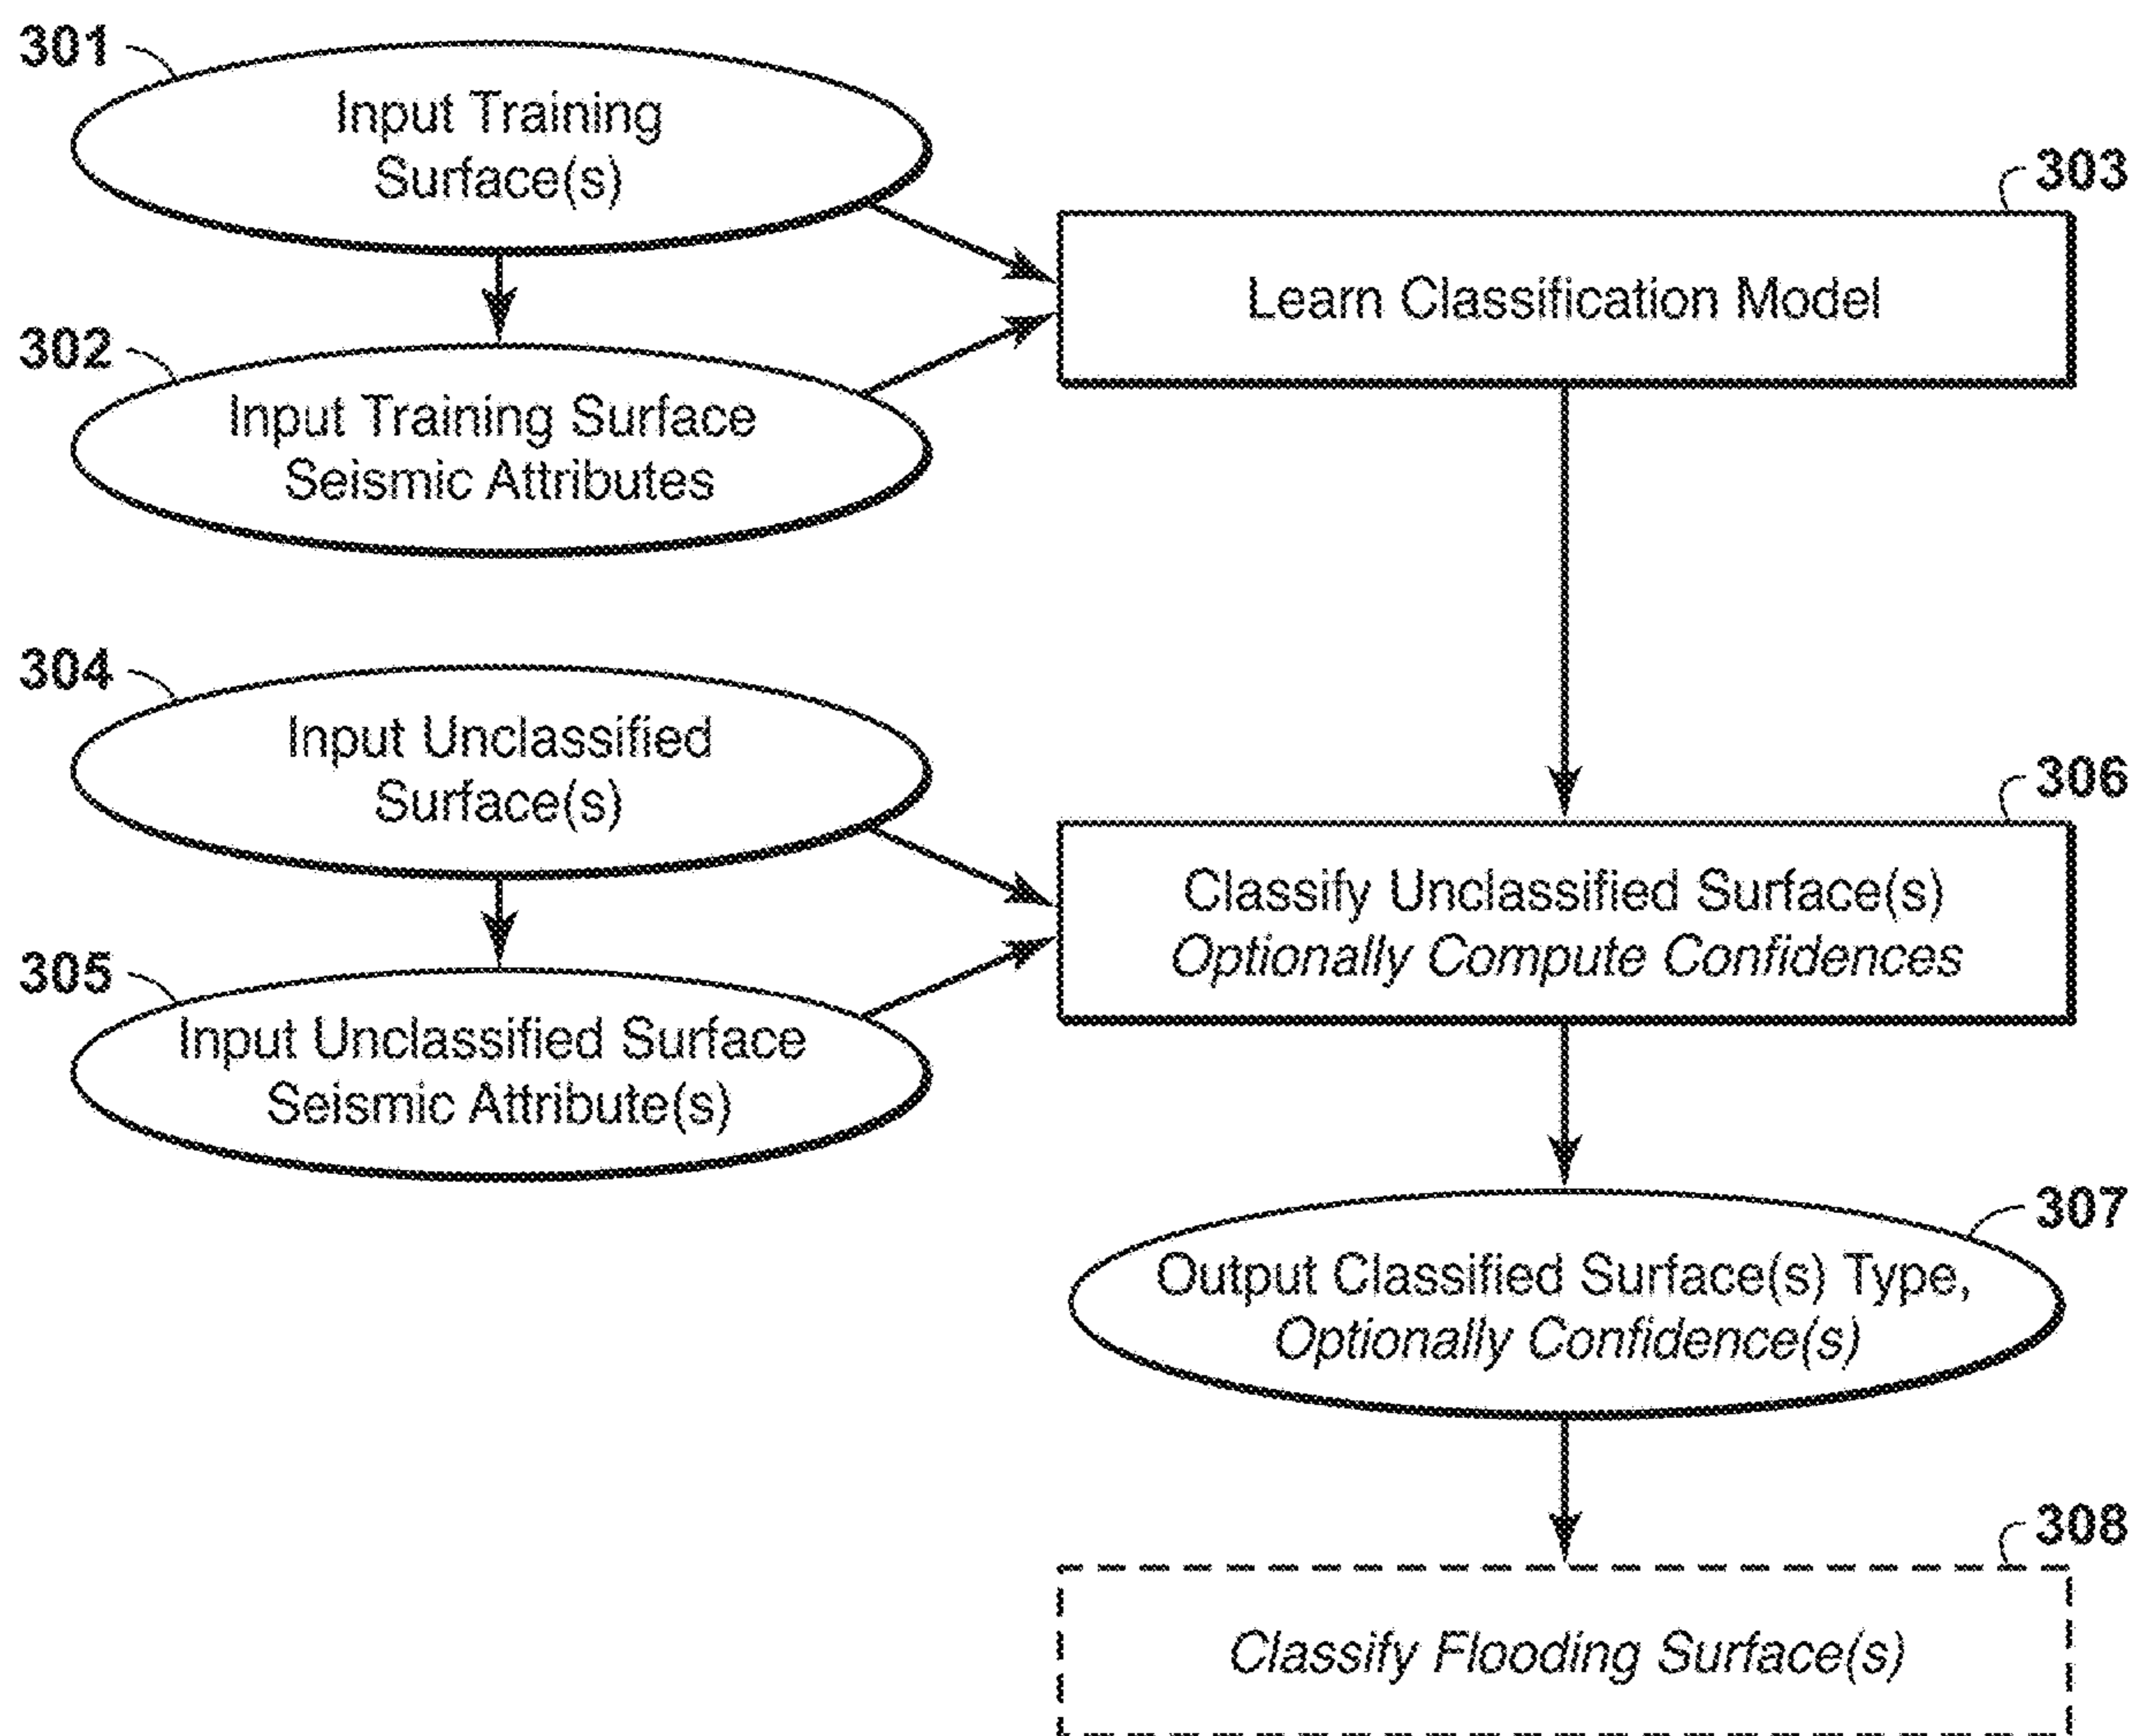 301
Input Training
Surface(s)
302
Input Training Surface
Seismic Attributes
303
Learn Classification Model
304
Input Unclassified
Surface(s)
305
Input Unclassified Surface
Seismic Attribute(s)
306
Classify Unclassified Surface(s)
Optionally Compute Confidences
307
Output Classified Surface(s) Type,
Optionally Confidence(s)
308
Classify Flooding Surface(s)